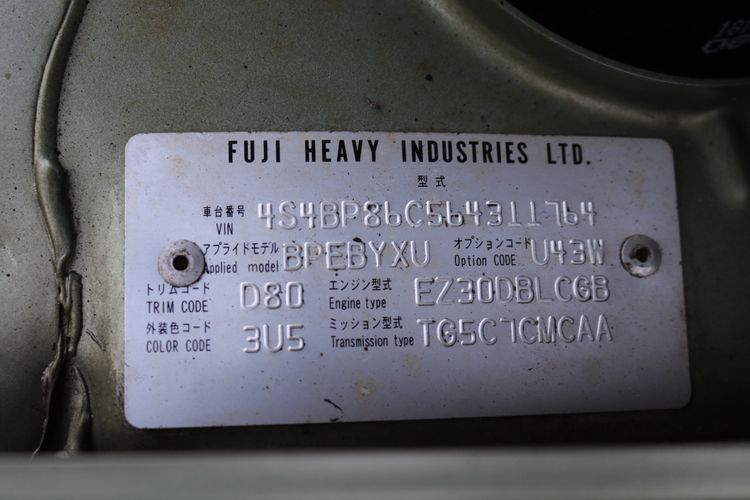 FUJI HEAVY INDUSTRIES LTD.
型式
車台番号 VIN 4S4BP86C564311764
アプライドモデル Applied model BPEBYXU オプションコード Option Code U43W
トリムコード TRIM CODE D80 エンジン型式 Engine type EZ30DBLCGB
外装色コード COLOR CODE 3U5 ミッション型式 Transmission type TG5C7CMCAA